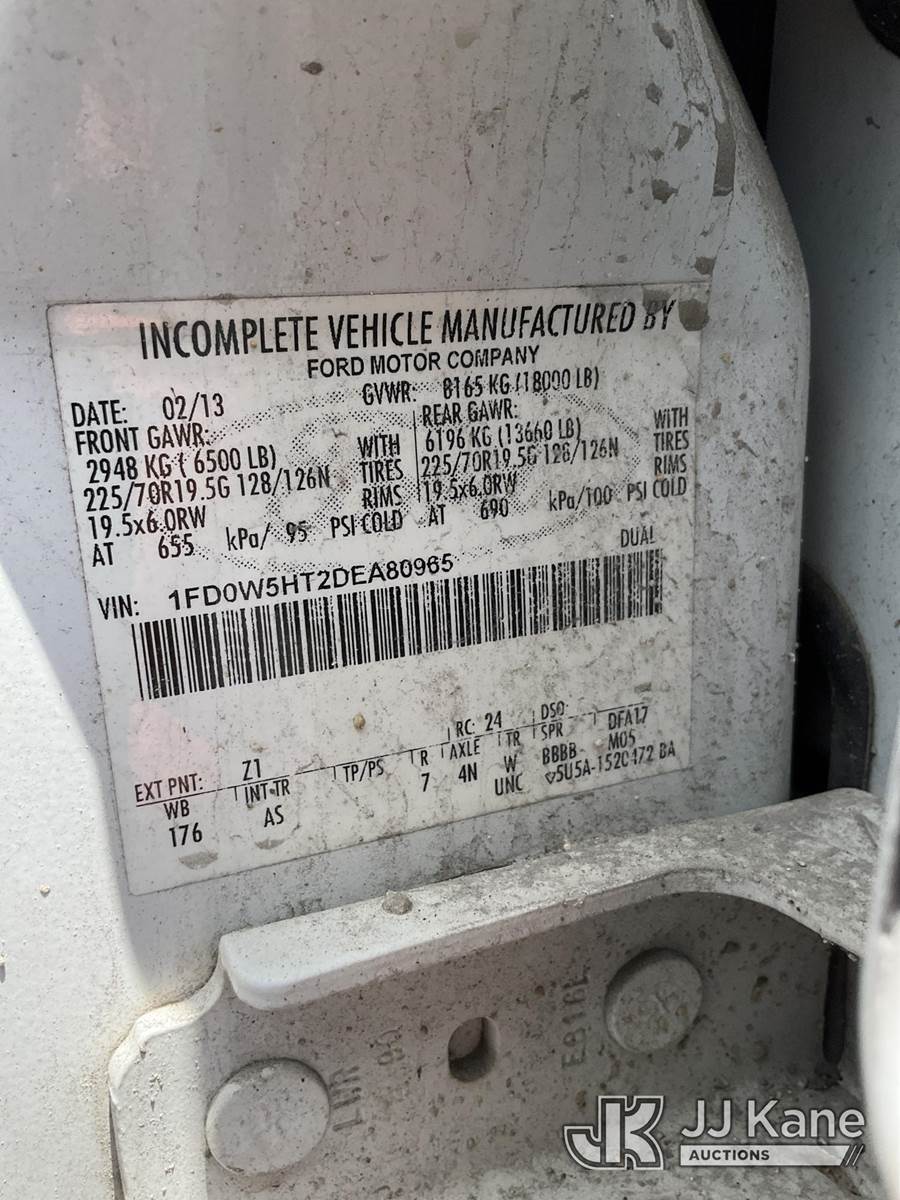 INCOMPLETE VEHICLE MANUFACTURED BY
FORD MOTOR COMPANY
DATE: 02/13 GVWR: 8165 KG (18000 LB)
FRONT GAWR: REAR GAWR:
2948 KG ( 6500 LB) WITH 6196 KG (13660 LB) WITH
225/70R19.5G 128/126N TIRES 225/70R19.5G 128/126N TIRES
19.5x6.0RW RIMS 19.5x6.0RW RIMS
AT 655 kPa/ 95 PSI COLD AT 690 kPa/100 PSI COLD
DUAL
VIN: 1FD0W5HT2DEA80965
EXT PNT: Z1 RC: 24 DSO:
WB INT TR TP/PS R AXLE TR SPR DFA17
176 AS 7 4N W BBBB M05
UNC 5U5A-1520472 BA
E916L
JK JJ Kane
AUCTIONS